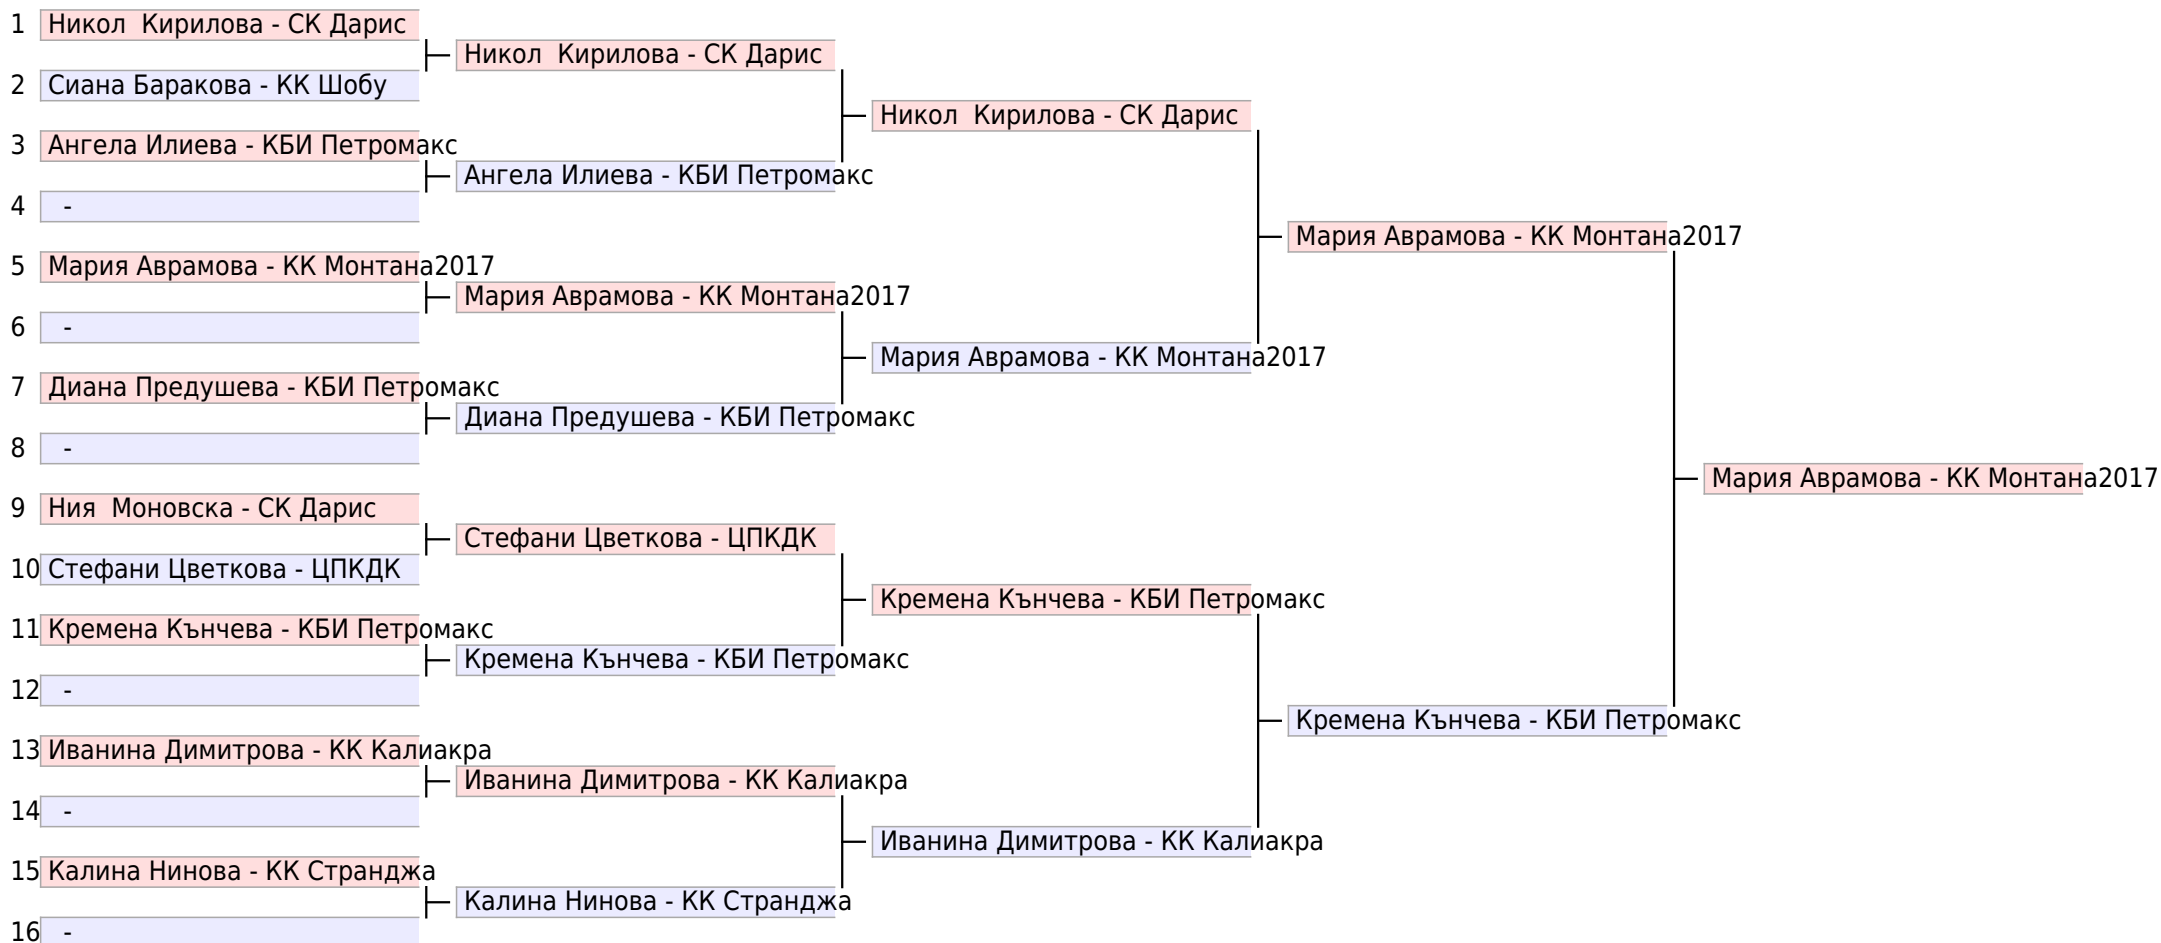 1 Никол  Кирилова - СК Дарис
Никол  Кирилова - СК Дарис
2 Сиана Баракова - КК Шобу
Никол  Кирилова - СК Дарис
3 Ангела Илиева - КБИ Петромакс
Ангела Илиева - КБИ Петромакс
4 -
Мария Аврамова - КК Монтана2017
5 Мария Аврамова - КК Монтана2017
Мария Аврамова - КК Монтана2017
6 -
Мария Аврамова - КК Монтана2017
7 Диана Предушева - КБИ Петромакс
Диана Предушева - КБИ Петромакс
8 -
Мария Аврамова - КК Монтана2017
9 Ния  Моновска - СК Дарис
Стефани Цветкова - ЦПКДК
10 Стефани Цветкова - ЦПКДК
Кремена Кънчева - КБИ Петромакс
11 Кремена Кънчева - КБИ Петромакс
Кремена Кънчева - КБИ Петромакс
12 -
Кремена Кънчева - КБИ Петромакс
13 Иванина Димитрова - КК Калиакра
Иванина Димитрова - КК Калиакра
14 -
Иванина Димитрова - КК Калиакра
15 Калина Нинова - КК Странджа
Калина Нинова - КК Странджа
16 -